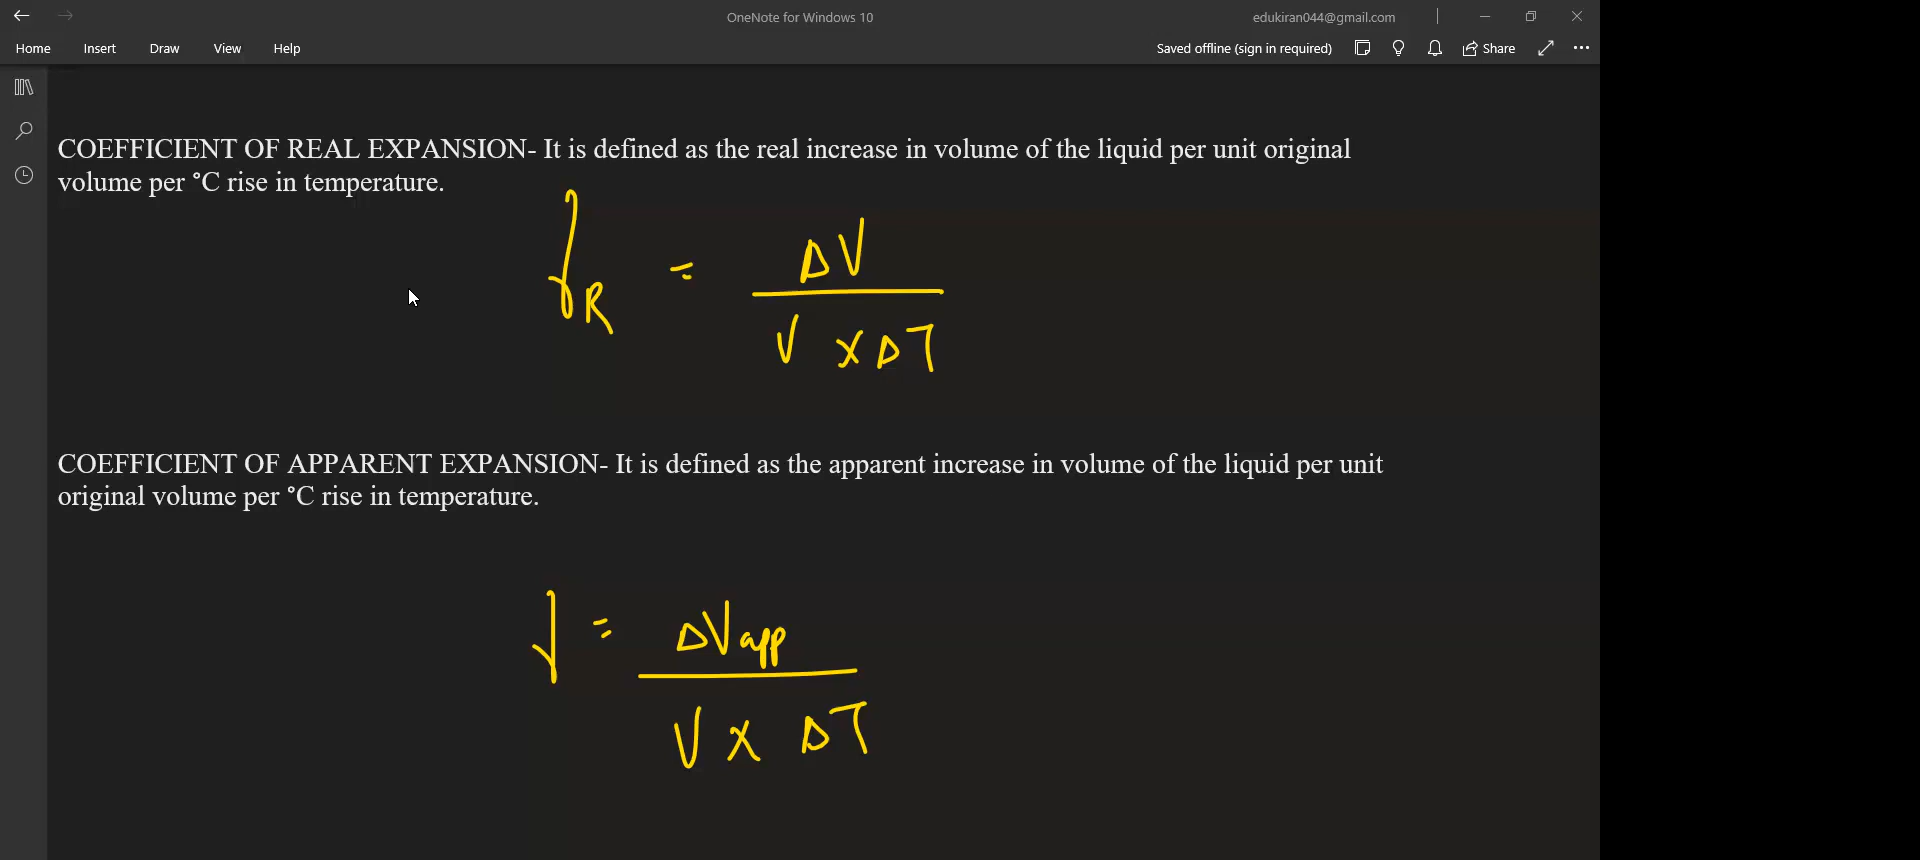 OneNote for Windows 10
edukiran044@gmail.com
Home Insert Draw View Help
Saved offline (sign in required) Share
COEFFICIENT OF REAL EXPANSION- It is defined as the real increase in volume of the liquid per unit original
volume per °C rise in temperature.
γR = ΔV
V x ΔT
COEFFICIENT OF APPARENT EXPANSION- It is defined as the apparent increase in volume of the liquid per unit
original volume per °C rise in temperature.
γ = ΔVapp
V x ΔT